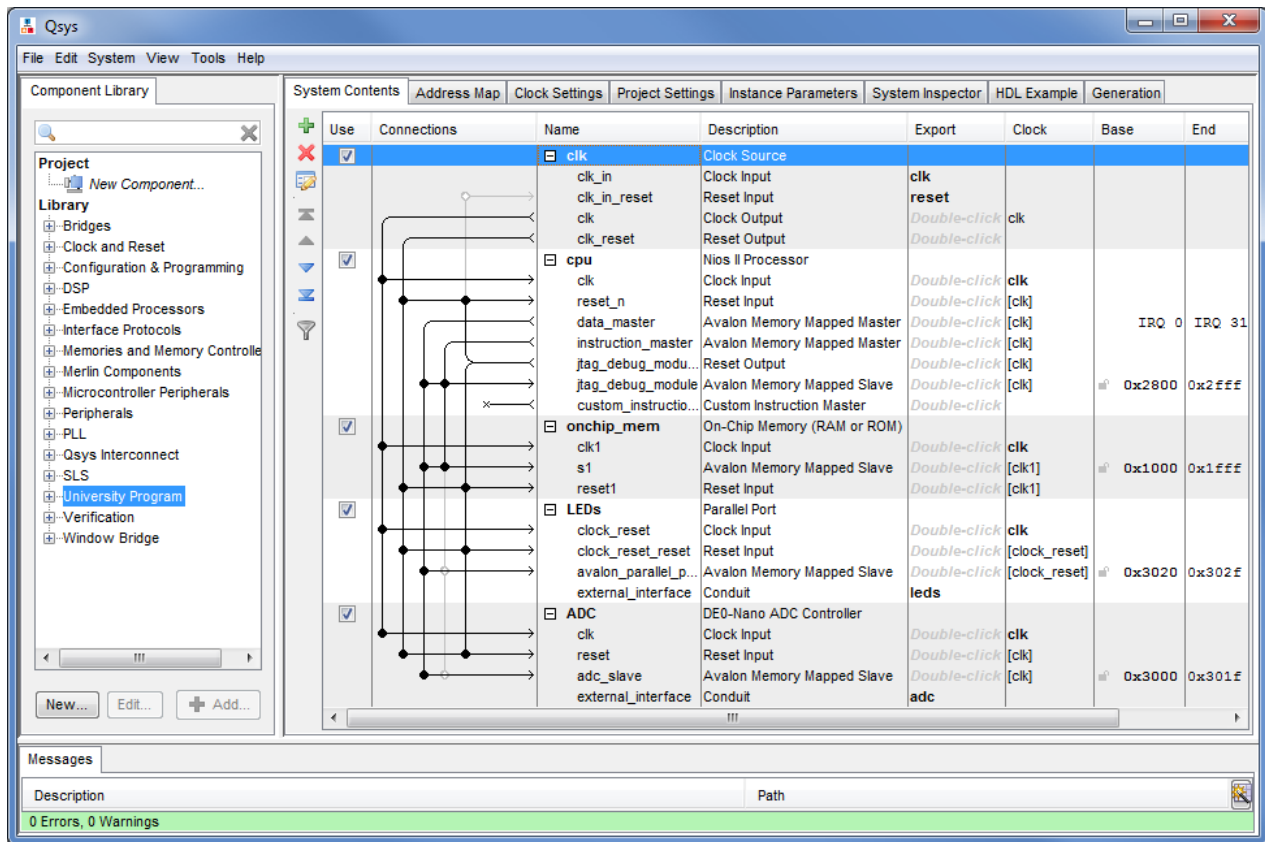 Qsys
File Edit System View Tools Help
Component Library
Project
New Component...
Library
Bridges
Clock and Reset
Configuration & Programming
DSP
Embedded Processors
Interface Protocols
Memories and Memory Controlle
Merlin Components
Microcontroller Peripherals
Peripherals
PLL
Qsys Interconnect
SLS
University Program
Verification
Window Bridge
New... Edit... Add...
System Contents Address Map Clock Settings Project Settings Instance Parameters System Inspector HDL Example Generation
Use Connections Name Description Export Clock Base End
clk Clock Source
clk_in Clock Input clk
clk_in_reset Reset Input reset
clk Clock Output Double-click clk
clk_reset Reset Output Double-click
cpu Nios II Processor
clk Clock Input Double-click clk
reset_n Reset Input Double-click [clk]
data_master Avalon Memory Mapped Master Double-click [clk] IRQ 0 IRQ 31
instruction_master Avalon Memory Mapped Master Double-click [clk]
jtag_debug_modu... Reset Output Double-click [clk]
jtag_debug_module Avalon Memory Mapped Slave Double-click [clk] 0x2800 0x2fff
custom_instructio... Custom Instruction Master Double-click
onchip_mem On-Chip Memory (RAM or ROM)
clk1 Clock Input Double-click clk
s1 Avalon Memory Mapped Slave Double-click [clk1] 0x1000 0x1fff
reset1 Reset Input Double-click [clk1]
LEDs Parallel Port
clock_reset Clock Input Double-click clk
clock_reset_reset Reset Input Double-click [clock_reset]
avalon_parallel_p... Avalon Memory Mapped Slave Double-click [clock_reset] 0x3020 0x302f
external_interface Conduit leds
ADC DE0-Nano ADC Controller
clk Clock Input Double-click clk
reset Reset Input Double-click [clk]
adc_slave Avalon Memory Mapped Slave Double-click [clk] 0x3000 0x301f
external_interface Conduit adc
Messages
Description Path
0 Errors, 0 Warnings